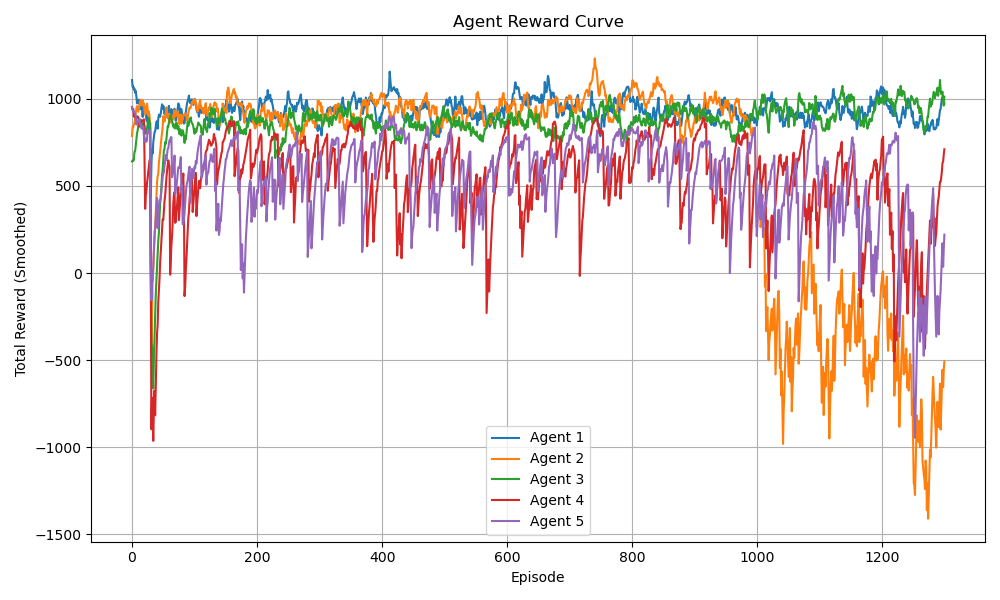 Agent Reward Curve
1000
500
0
−500
−1000
−1500
Total Reward (Smoothed)
Agent 1
Agent 2
Agent 3
Agent 4
Agent 5
0 200 400 600 800 1000 1200
Episode